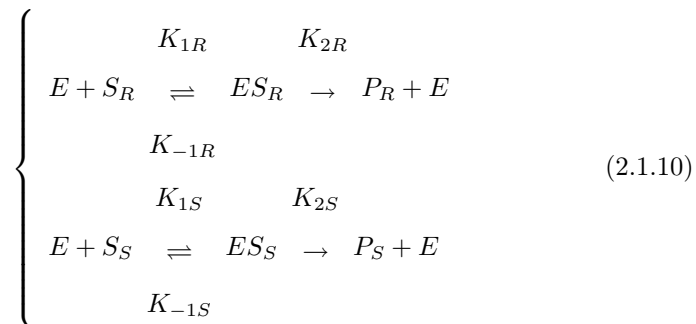 K_{1R} K_{2R}
E + S_R ⇌ ES_R → P_R + E
K_{−1R}
(2.1.10)
K_{1S} K_{2S}
E + S_S ⇌ ES_S → P_S + E
K_{−1S}